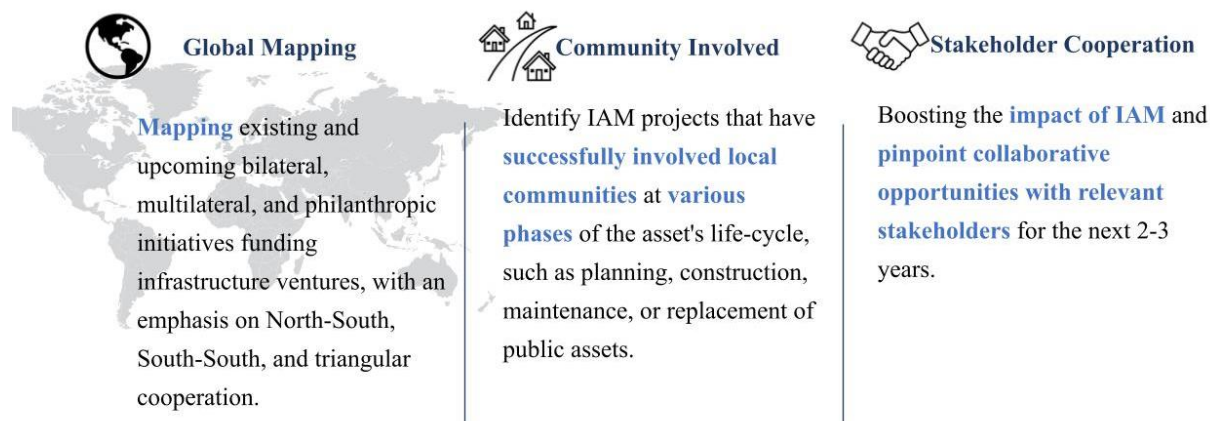 Global Mapping
Mapping existing and
upcoming bilateral,
multilateral, and philanthropic
initiatives funding
infrastructure ventures, with an
emphasis on North-South,
South-South, and triangular
cooperation.
Community Involved
Identify IAM projects that have
successfully involved local
communities at various
phases of the asset's life-cycle,
such as planning, construction,
maintenance, or replacement of
public assets.
Stakeholder Cooperation
Boosting the impact of IAM and
pinpoint collaborative
opportunities with relevant
stakeholders for the next 2-3
years.